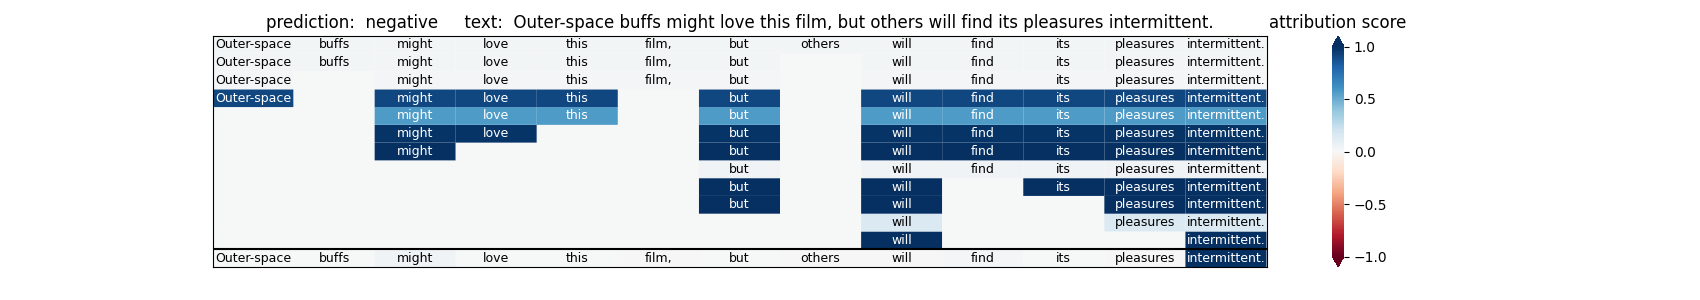 prediction:  negative      text:  Outer-space buffs might love this film, but others will find its pleasures intermittent.
attribution score
Outer-space buffs might love this film, but others will find its pleasures intermittent.
Outer-space buffs might love this film, but will find its pleasures intermittent.
Outer-space might love this film, but will find its pleasures intermittent.
Outer-space might love this but will find its pleasures intermittent.
might love this but will find its pleasures intermittent.
might love but will find its pleasures intermittent.
might but will find its pleasures intermittent.
but will find its pleasures intermittent.
but will its pleasures intermittent.
but will pleasures intermittent.
will pleasures intermittent.
will intermittent.
Outer-space buffs might love this film, but others will find its pleasures intermittent.
1.0
0.5
0.0
−0.5
−1.0